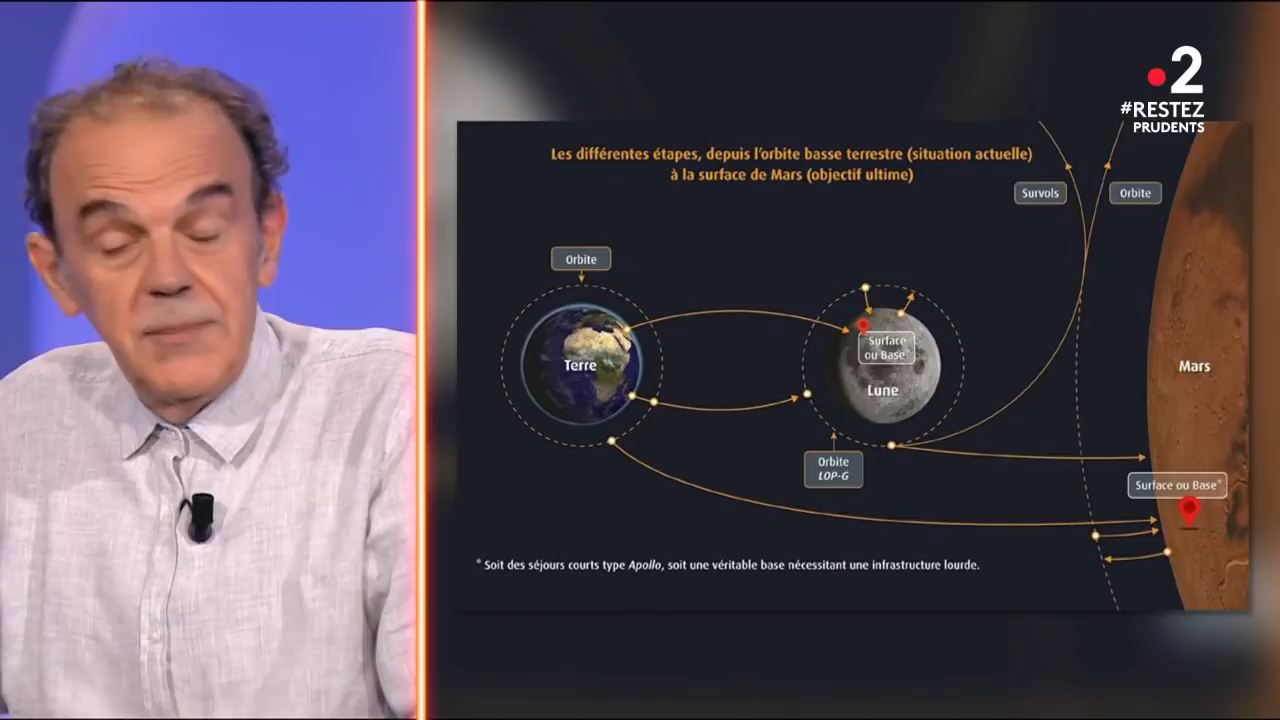 2
#RESTEZ
PRUDENTS
Les différentes étapes, depuis l'orbite basse terrestre (situation actuelle)
à la surface de Mars (objectif ultime)
Survols
Orbite
Orbite
Terre
Surface
ou Base*
Lune
Mars
Orbite
LOP-G
Surface ou Base*
* Soit des séjours courts type Apollo, soit une véritable base nécessitant une infrastructure lourde.